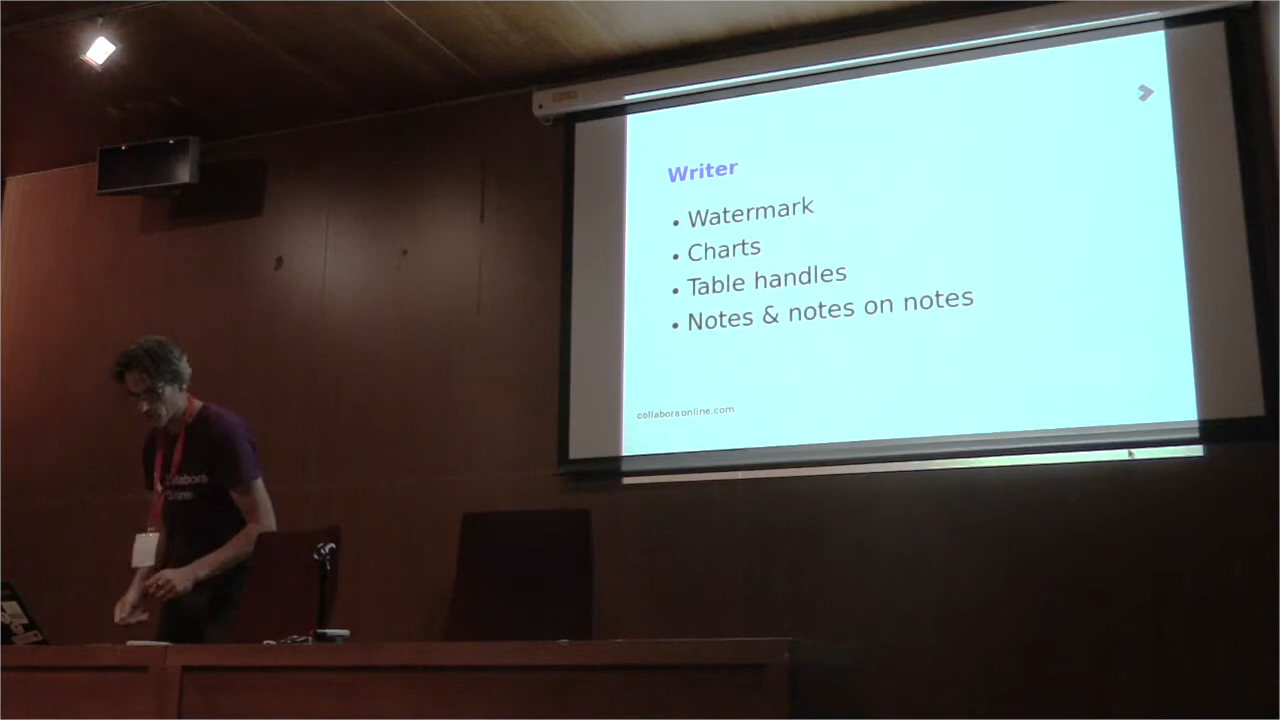 Writer
• Watermark
• Charts
• Table handles
• Notes & notes on notes
collaboraonline.com